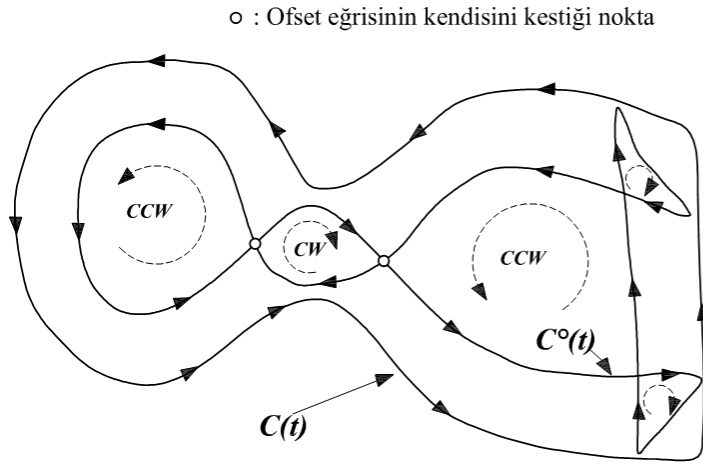 o : Ofset eğrisinin kendisini kestiği nokta
CCW
CW
CCW
C°(t)
C(t)